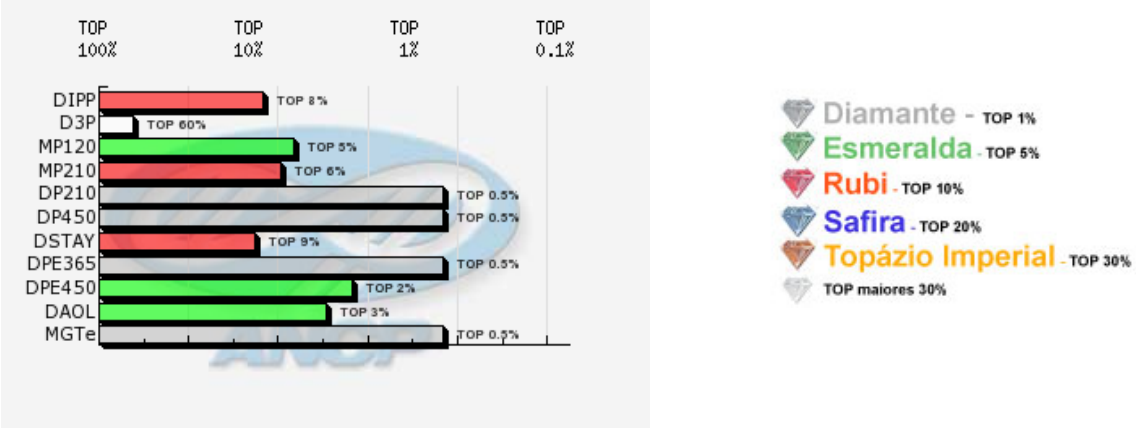 TOP TOP TOP TOP
100% 10% 1% 0.1%
DIPP TOP 8%
D3P TOP 60%
MP120 TOP 5%
MP210 TOP 6%
DP210 TOP 0.5%
DP450 TOP 0.5%
DSTAY TOP 9%
DPE365 TOP 0.5%
DPE450 TOP 2%
DAOL TOP 3%
MGTe TOP 0.5%
ANCP
Diamante - TOP 1%
Esmeralda - TOP 5%
Rubi - TOP 10%
Safira - TOP 20%
Topázio Imperial - TOP 30%
TOP maiores 30%